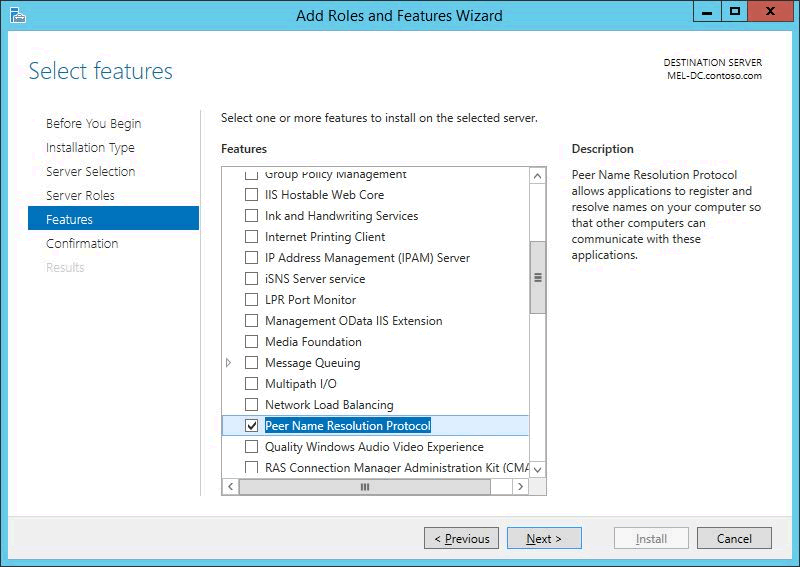 Add Roles and Features Wizard
Select features
DESTINATION SERVER
MEL-DC.contoso.com
Before You Begin
Installation Type
Server Selection
Server Roles
Features
Confirmation
Results
Select one or more features to install on the selected server.
Features
Group Policy Management
IIS Hostable Web Core
Ink and Handwriting Services
Internet Printing Client
IP Address Management (IPAM) Server
iSNS Server service
LPR Port Monitor
Management OData IIS Extension
Media Foundation
Message Queuing
Multipath I/O
Network Load Balancing
Peer Name Resolution Protocol
Quality Windows Audio Video Experience
RAS Connection Manager Administration Kit (CMA
Description
Peer Name Resolution Protocol
allows applications to register and
resolve names on your computer so
that other computers can
communicate with these
applications.
< Previous
Next >
Install
Cancel